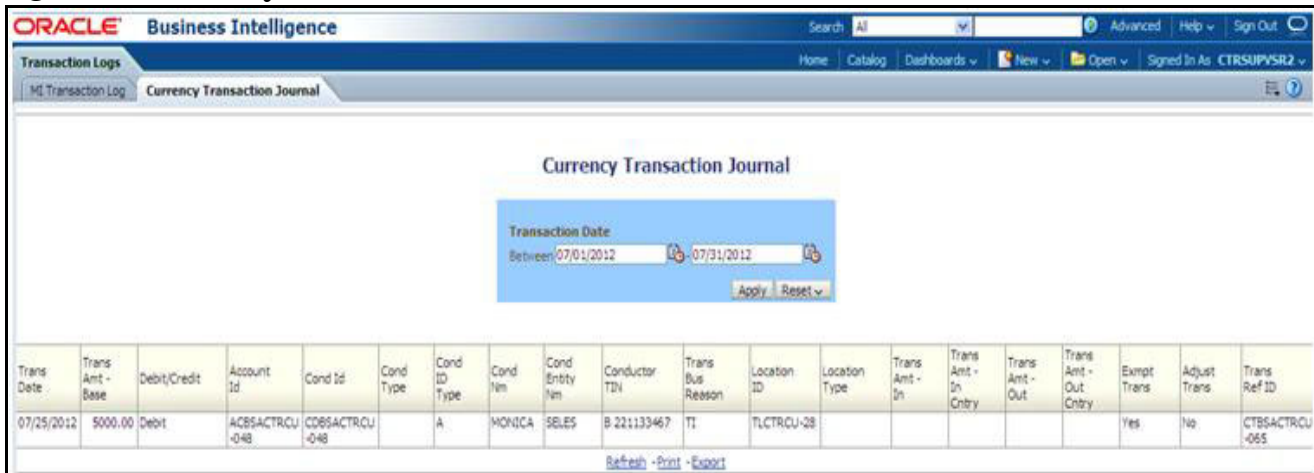 ORACLE Business Intelligence
Search All Advanced Help Sign Out
Transaction Logs Home Catalog Dashboards New Open Signed In As CTRSUPVSR2
MI Transaction Log Currency Transaction Journal
Currency Transaction Journal
Transaction Date
Between 07/01/2012 - 07/31/2012
Apply Reset
Trans Date Trans Amt - Base Debit/Credit Account Id Cond Id Cond Type Cond ID Type Cond Nm Cond Entity Nm Conductor TIN Trans Bus Reason Location ID Location Type Trans Amt - In Trans Amt - In Cntry Trans Amt - Out Trans Amt - Out Cntry Exmpt Trans Adjust Trans Trans Ref ID
07/25/2012 5000.00 Debit ACBSACTRCU-048 CDBSACTRCU-048 A MONICA SELES B 221133467 TI TLCTRCU-28 Yes No CTBSACTRCU-065
Refresh - Print - Export